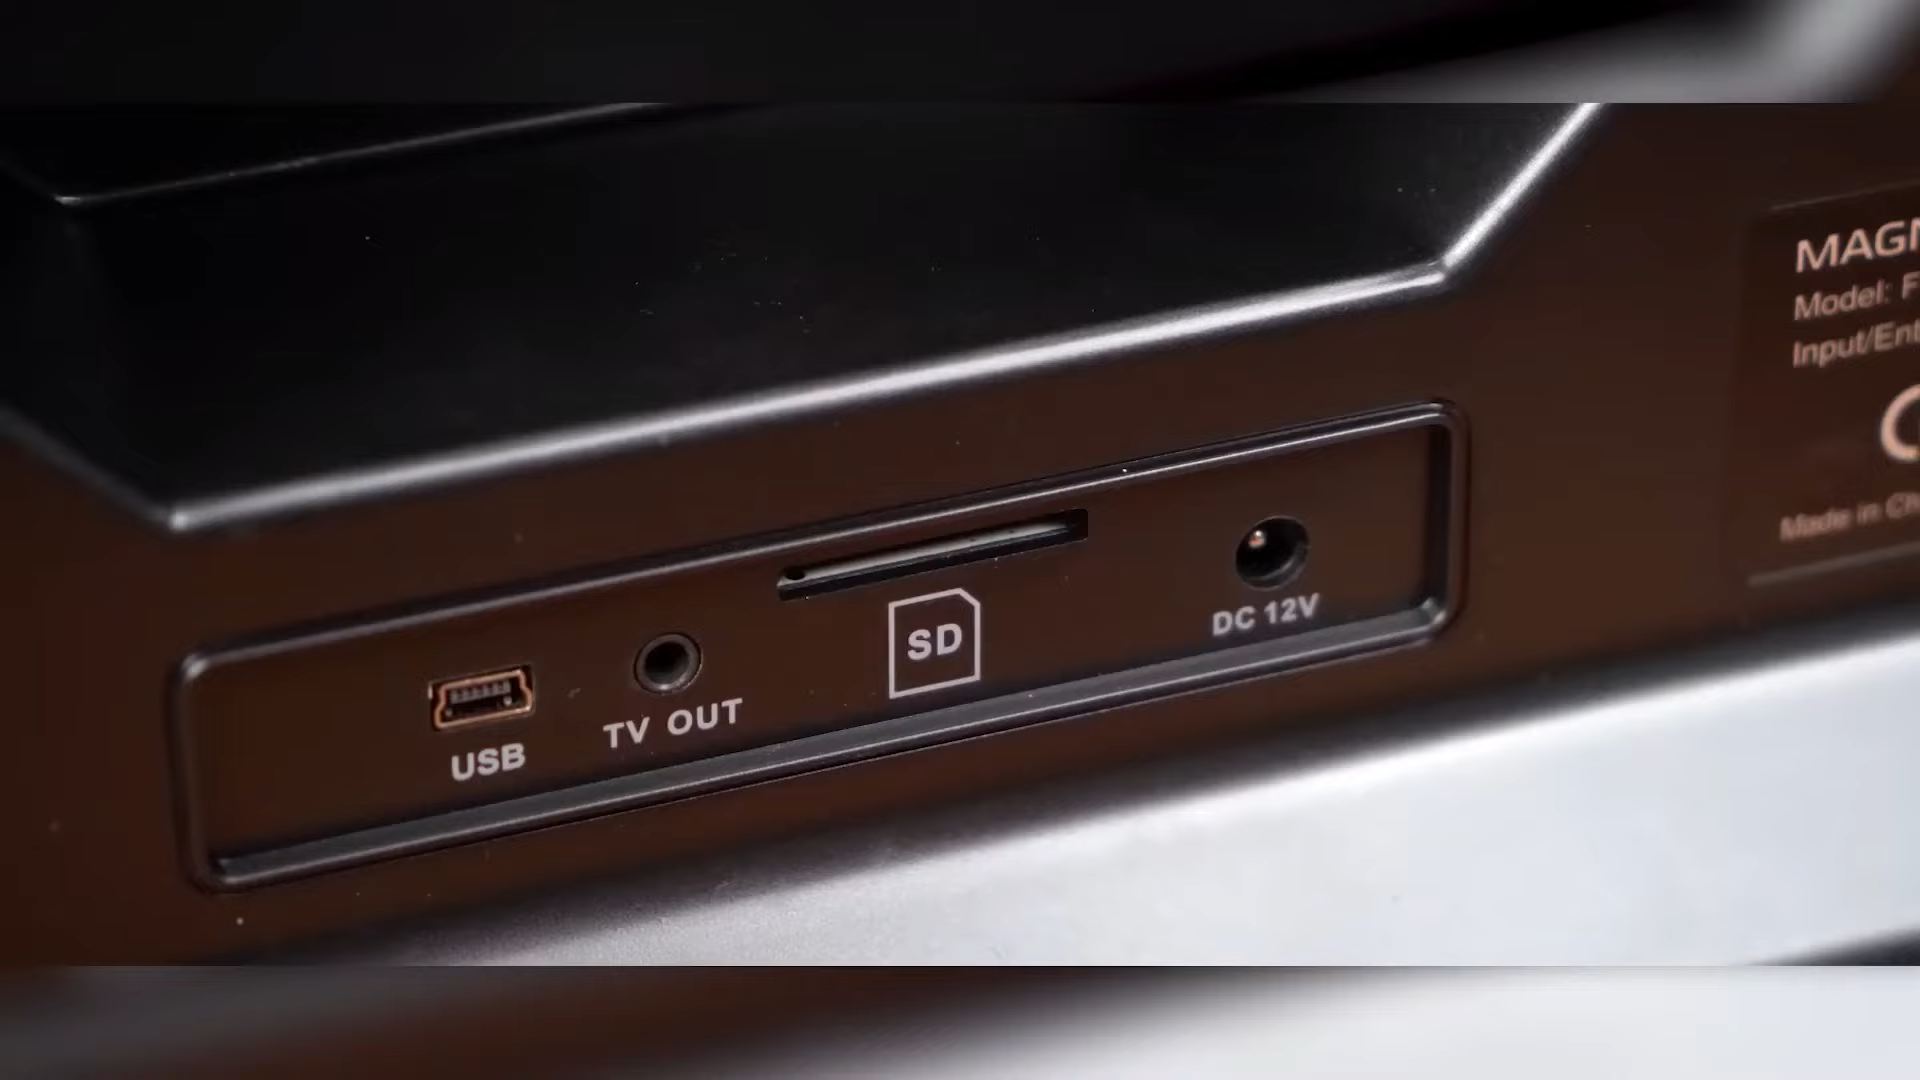 USB
TV OUT
SD
DC 12V
MAGN
Model: F
Input/Ent
Made in Ch